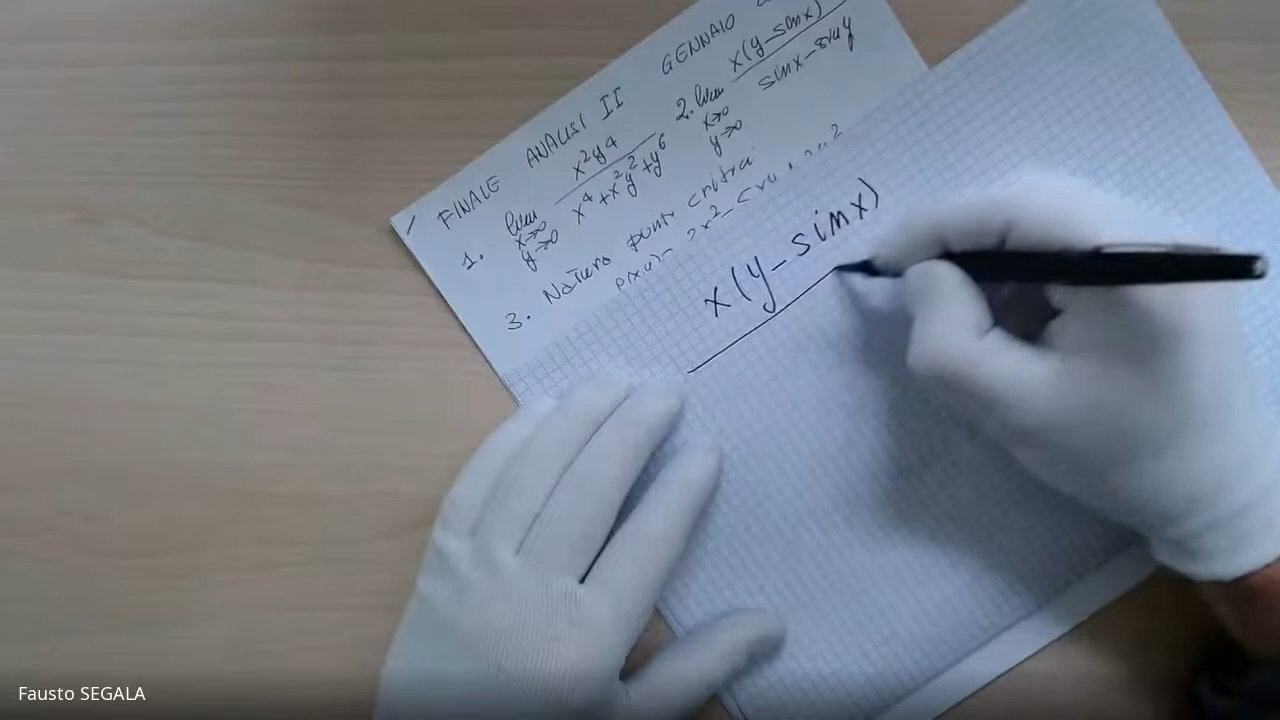 FINALE ANALISI II GENNAIO
1. lim x→0 y→0 x²y⁴ / x⁴+x²y²+y⁶
2. lim x→0 y→0 x(y-sinx) / sinx-siny
3. Natura punti critici
x(y-sinx)
Fausto SEGALA